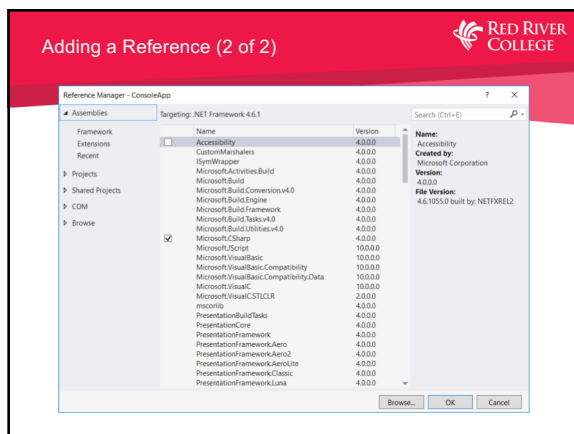 Adding a Reference (2 of 2)
RED RIVER
COLLEGE
Reference Manager - ConsoleApp
? ×
Assemblies
Framework
Extensions
Recent
Projects
Shared Projects
COM
Browse
Targeting: .NET Framework 4.6.1
Search (Ctrl+E)
Name Version
Accessibility 4.0.0.0
CustomMarshalers 4.0.0.0
ISymWrapper 4.0.0.0
Microsoft.Activities.Build 4.0.0.0
Microsoft.Build 4.0.0.0
Microsoft.Build.Conversion.v4.0 4.0.0.0
Microsoft.Build.Engine 4.0.0.0
Microsoft.Build.Framework 4.0.0.0
Microsoft.Build.Tasks.v4.0 4.0.0.0
Microsoft.Build.Utilities.v4.0 4.0.0.0
Microsoft.CSharp 4.0.0.0
Microsoft.JScript 10.0.0.0
Microsoft.VisualBasic 10.0.0.0
Microsoft.VisualBasic.Compatibility 10.0.0.0
Microsoft.VisualBasic.Compatibility.Data 10.0.0.0
Microsoft.VisualC 10.0.0.0
Microsoft.VisualC.STLCLR 2.0.0.0
mscorlib 4.0.0.0
PresentationBuildTasks 4.0.0.0
PresentationCore 4.0.0.0
PresentationFramework 4.0.0.0
PresentationFramework.Aero 4.0.0.0
PresentationFramework.Aero2 4.0.0.0
PresentationFramework.AeroLite 4.0.0.0
PresentationFramework.Classic 4.0.0.0
PresentationFramework.Luna 4.0.0.0
Name:
Accessibility
Created by:
Microsoft Corporation
Version:
4.0.0.0
File Version:
4.6.1055.0 built by: NETFXREL2
Browse... OK Cancel